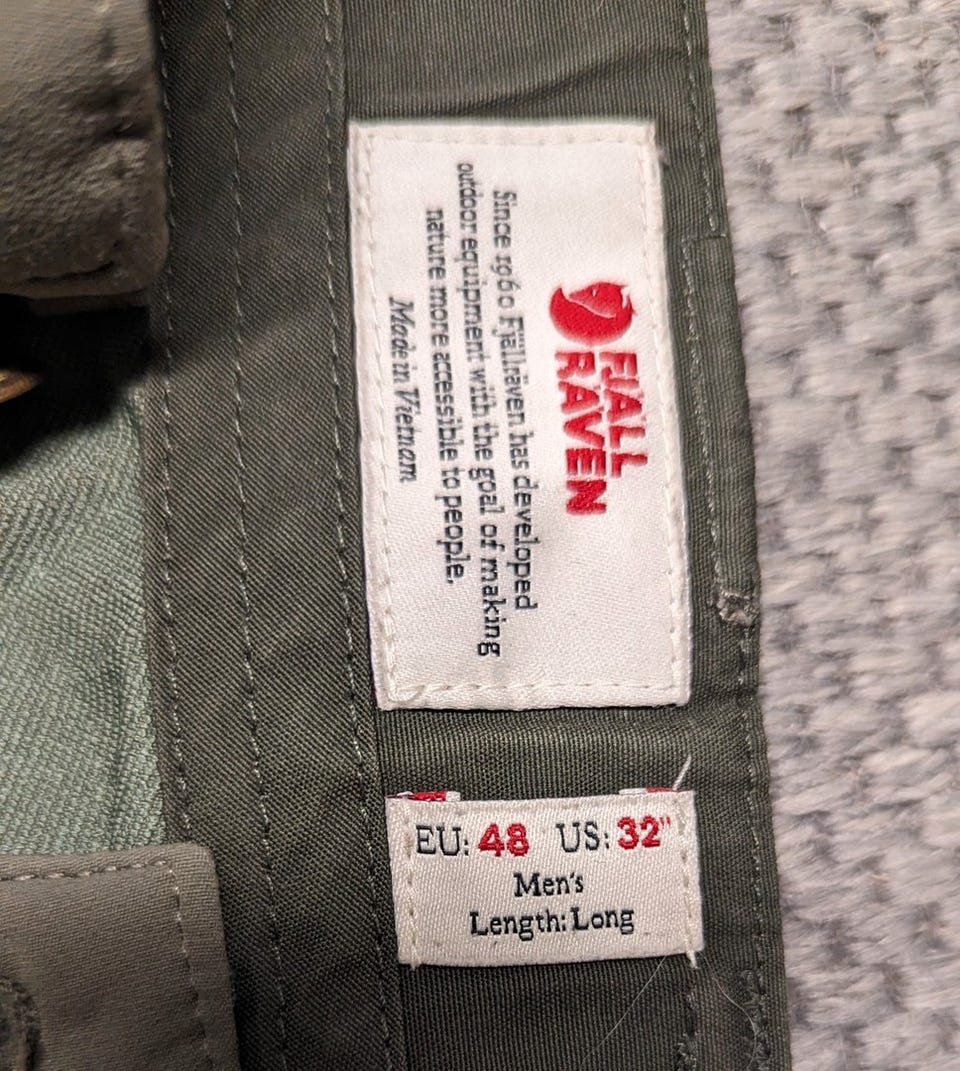 FJÄLL
RÄVEN
Since 1960 Fjällräven has developed
outdoor equipment with the goal of making
nature more accessible to people.
Made in Vietnam
EU: 48 US: 32"
Men's
Length: Long